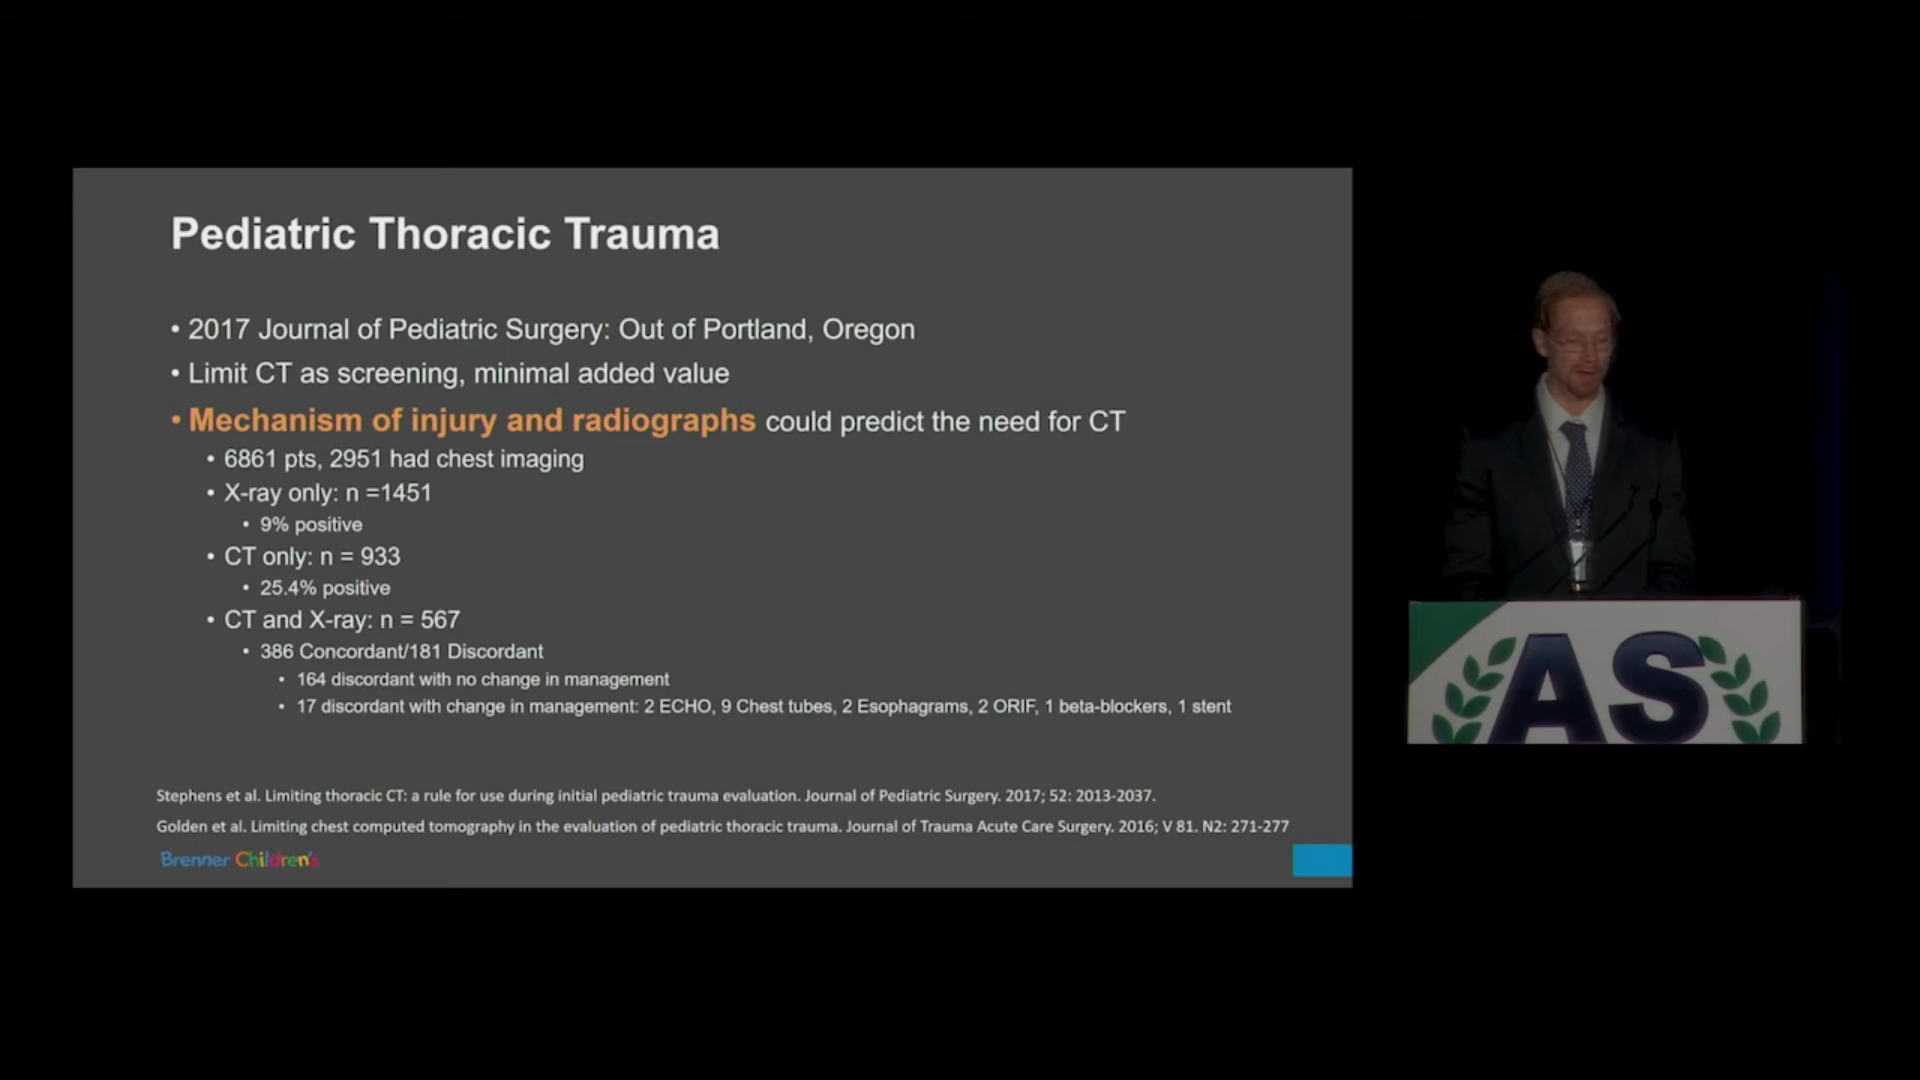 Pediatric Thoracic Trauma
• 2017 Journal of Pediatric Surgery: Out of Portland, Oregon
• Limit CT as screening, minimal added value
• Mechanism of injury and radiographs could predict the need for CT
• 6861 pts, 2951 had chest imaging
• X-ray only: n =1451
• 9% positive
• CT only: n = 933
• 25.4% positive
• CT and X-ray: n = 567
• 386 Concordant/181 Discordant
• 164 discordant with no change in management
• 17 discordant with change in management: 2 ECHO, 9 Chest tubes, 2 Esophagrams, 2 ORIF, 1 beta-blockers, 1 stent
Stephens et al. Limiting thoracic CT: a rule for use during initial pediatric trauma evaluation. Journal of Pediatric Surgery. 2017; 52: 2013-2037.
Golden et al. Limiting chest computed tomography in the evaluation of pediatric thoracic trauma. Journal of Trauma Acute Care Surgery. 2016; V 81. N2: 271-277
Brenner Children's
AS